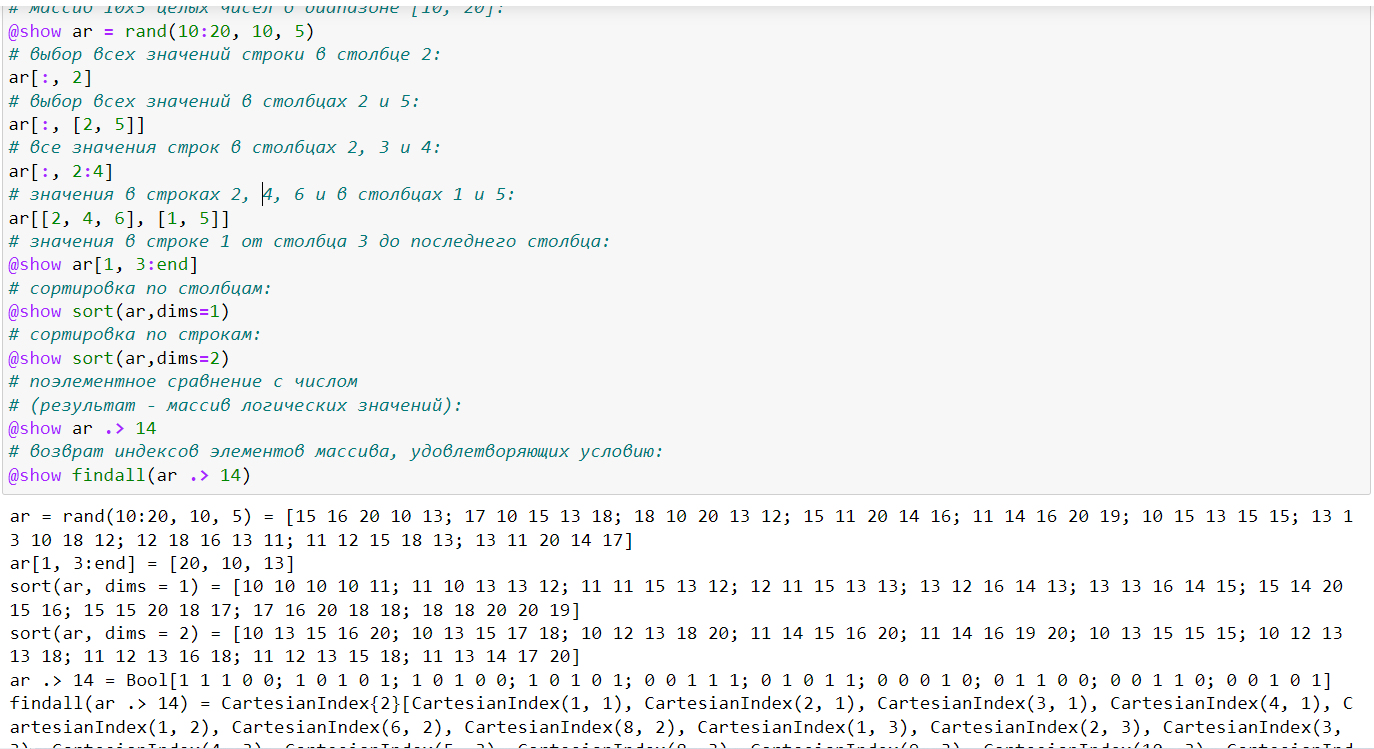 # массив 10x5 целых чисел в диапазоне [10, 20]:
@show ar = rand(10:20, 10, 5)
# выбор всех значений строки в столбце 2:
ar[:, 2]
# выбор всех значений в столбцах 2 и 5:
ar[:, [2, 5]]
# все значения строк в столбцах 2, 3 и 4:
ar[:, 2:4]
# значения в строках 2, 4, 6 и в столбцах 1 и 5:
ar[[2, 4, 6], [1, 5]]
# значения в строке 1 от столбца 3 до последнего столбца:
@show ar[1, 3:end]
# сортировка по столбцам:
@show sort(ar,dims=1)
# сортировка по строкам:
@show sort(ar,dims=2)
# поэлементное сравнение с числом
# (результат - массив логических значений):
@show ar .> 14
# возврат индексов элементов массива, удовлетворяющих условию:
@show findall(ar .> 14)
ar = rand(10:20, 10, 5) = [15 16 20 10 13; 17 10 15 13 18; 18 10 20 13 12; 15 11 20 14 16; 11 14 16 20 19; 10 15 13 15 15; 13 1
3 10 18 12; 12 18 16 13 11; 11 12 15 18 13; 13 11 20 14 17]
ar[1, 3:end] = [20, 10, 13]
sort(ar, dims = 1) = [10 10 10 10 11; 11 10 13 13 12; 11 11 15 13 12; 12 11 15 13 13; 13 12 16 14 13; 13 13 16 14 15; 15 14 20
15 16; 15 15 20 18 17; 17 16 20 18 18; 18 18 20 20 19]
sort(ar, dims = 2) = [10 13 15 16 20; 10 13 15 17 18; 10 12 13 18 20; 11 14 15 16 20; 11 14 16 19 20; 10 13 15 15 15; 10 12 13
13 18; 11 12 13 16 18; 11 12 13 15 18; 11 13 14 17 20]
ar .> 14 = Bool[1 1 1 0 0; 1 0 1 0 1; 1 0 1 0 0; 1 0 1 0 1; 0 0 1 1 1; 0 1 0 1 1; 0 0 0 1 0; 0 1 1 0 0; 0 0 1 1 0; 0 0 1 0 1]
findall(ar .> 14) = CartesianIndex{2}[CartesianIndex(1, 1), CartesianIndex(2, 1), CartesianIndex(3, 1), CartesianIndex(4, 1), C
artesianIndex(1, 2), CartesianIndex(6, 2), CartesianIndex(8, 2), CartesianIndex(1, 3), CartesianIndex(2, 3), CartesianIndex(3,
3), CartesianIndex(4, 3), CartesianIndex(5, 3), CartesianIndex(8, 3), CartesianIndex(9, 3), CartesianIndex(10, 3), CartesianInd